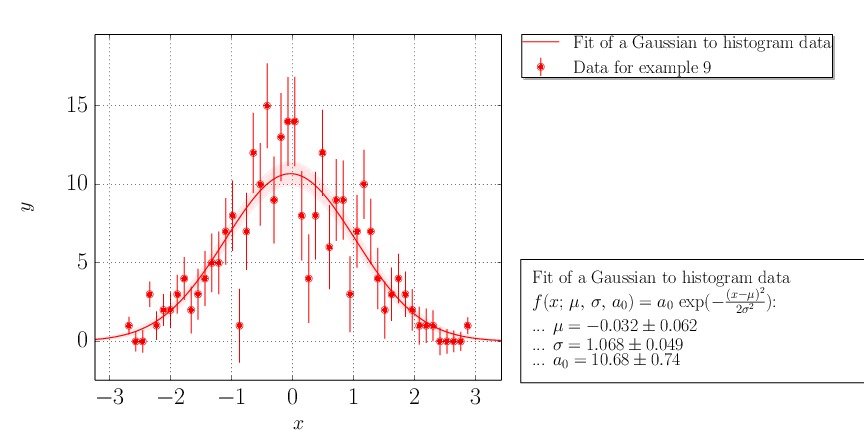 Fit of a Gaussian to histogram data
Data for example 9
y
15
10
5
0
−3 −2 −1 0 1 2 3
x
Fit of a Gaussian to histogram data
f(x; μ, σ, a₀) = a₀ exp(−(x−μ)²/2σ²):
... μ = −0.032 ± 0.062
... σ = 1.068 ± 0.049
... a₀ = 10.68 ± 0.74